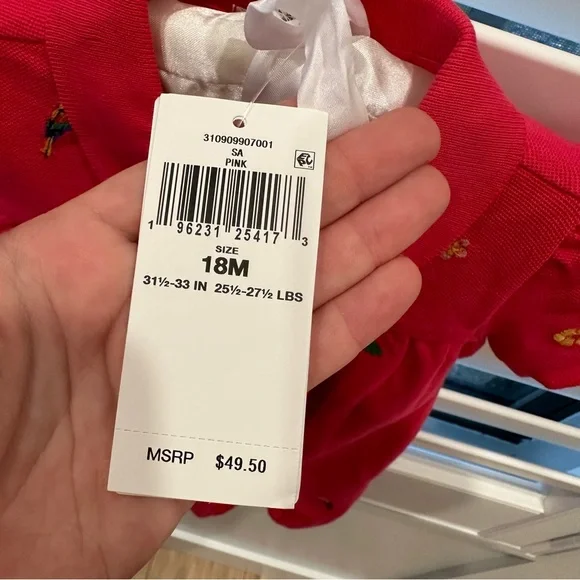 310909907001
SA
PINK
1 96231 25417 3
SIZE
18M
31½-33 IN 25½-27½ LBS
MSRP $49.50